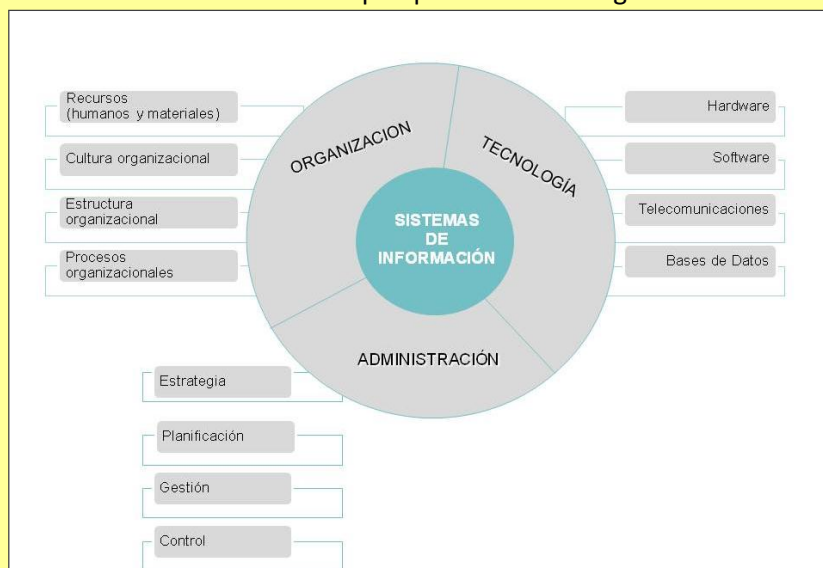 Recursos
(humanos y materiales)
Cultura organizacional
Estructura
organizacional
Procesos
organizacionales
ORGANIZACION
TECNOLOGÍA
SISTEMAS
DE
INFORMACIÓN
ADMINISTRACIÓN
Hardware
Software
Telecomunicaciones
Bases de Datos
Estrategia
Planificación
Gestión
Control